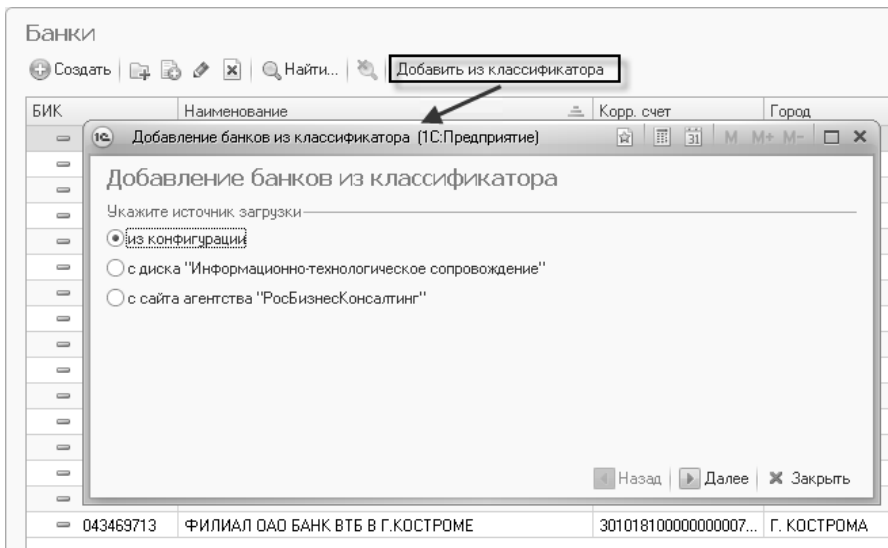 Банки
Создать Найти... Добавить из классификатора
БИК Наименование Корр. счет Город
1С Добавление банков из классификатора (1С:Предприятие) 31 M M+ M-
Добавление банков из классификатора
Укажите источник загрузки
из конфигурации
с диска "Информационно-технологическое сопровождение"
с сайта агентства "РосБизнесКонсалтинг"
Назад Далее Закрыть
043469713 ФИЛИАЛ ОАО БАНК ВТБ В Г.КОСТРОМЕ 301018100000000007... Г. КОСТРОМА